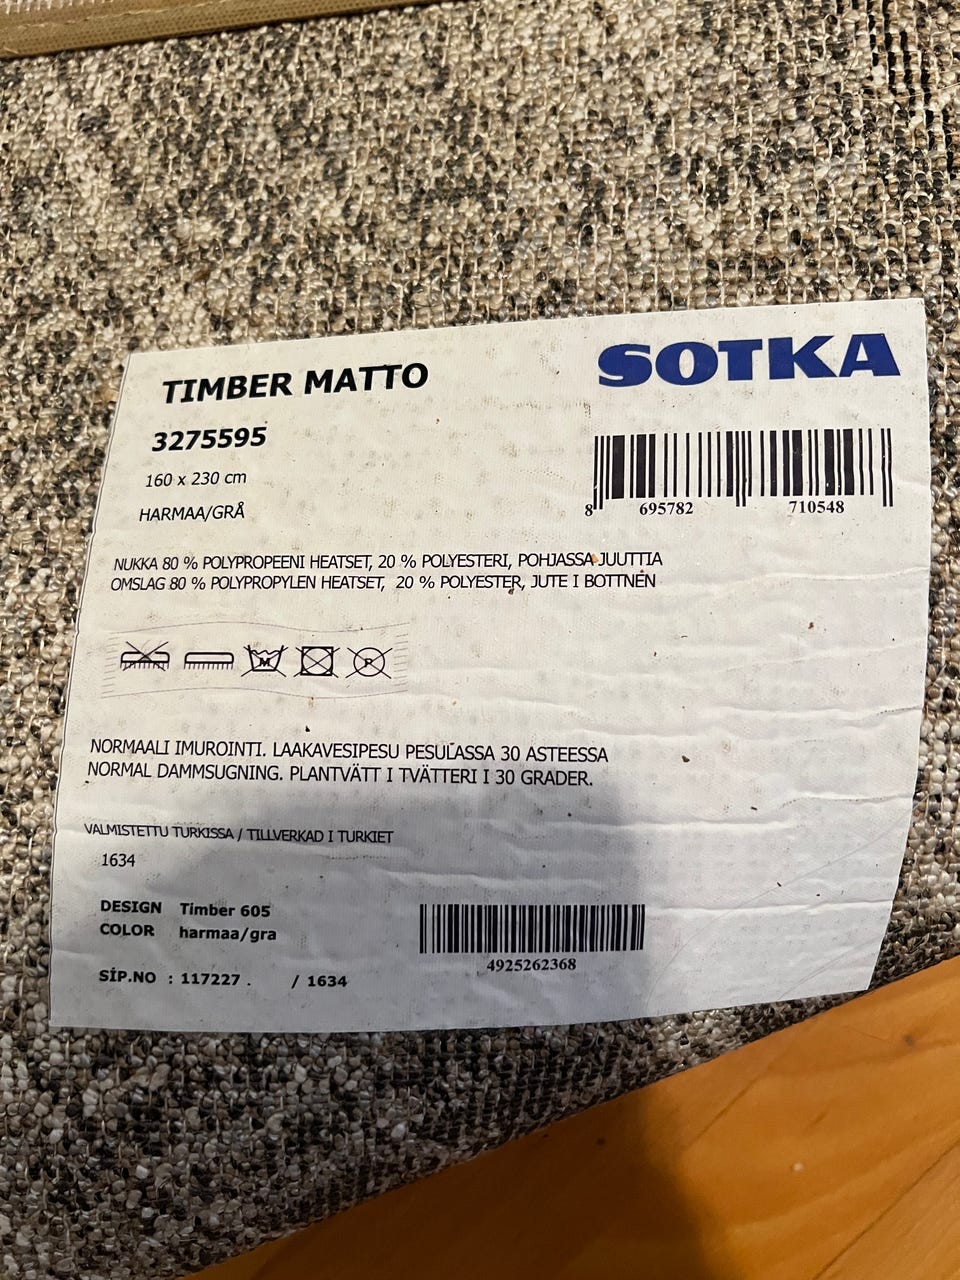 TIMBER MATTO
SOTKA
3275595
160 x 230 cm
HARMAA/GRÅ
8 695782 710548
NUKKA 80 % POLYPROPEENI HEATSET, 20 % POLYESTERI, POHJASSA JUUTTIA
OMSLAG 80 % POLYPROPYLEN HEATSET, 20 % POLYESTER, JUTE I BOTTNEN
M P
NORMAALI IMUROINTI. LAAKAVESIPESU PESULASSA 30 ASTEESSA
NORMAL DAMMSUGNING. PLANTVÄTT I TVÄTTERI I 30 GRADER.
VALMISTETTU TURKISSA / TILLVERKAD I TURKIET
1634
DESIGN Timber 605
COLOR harmaa/gra
4925262368
SİP.NO : 117227 . / 1634